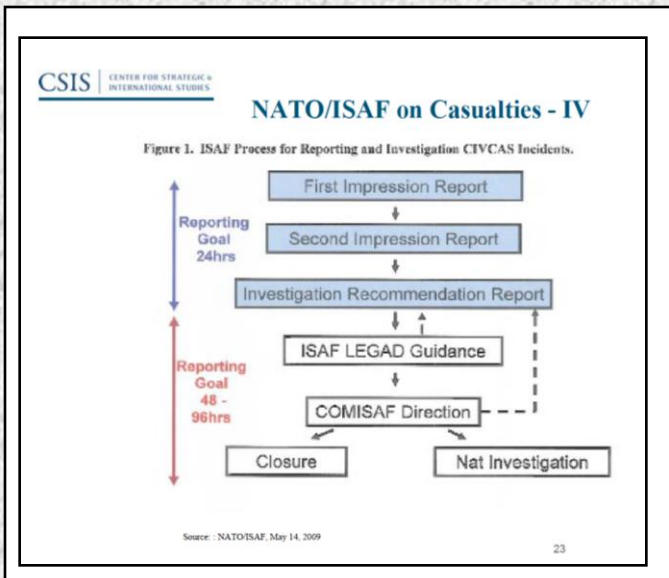 CSIS
CENTER FOR STRATEGIC &
INTERNATIONAL STUDIES
NATO/ISAF on Casualties - IV
Figure 1. ISAF Process for Reporting and Investigation CIVCAS Incidents.
First Impression Report
Reporting
Goal
24hrs
Second Impression Report
Investigation Recommendation Report
ISAF LEGAD Guidance
Reporting
Goal
48 -
96hrs
COMISAF Direction
Closure
Nat Investigation
Source: : NATO/ISAF, May 14, 2009
23